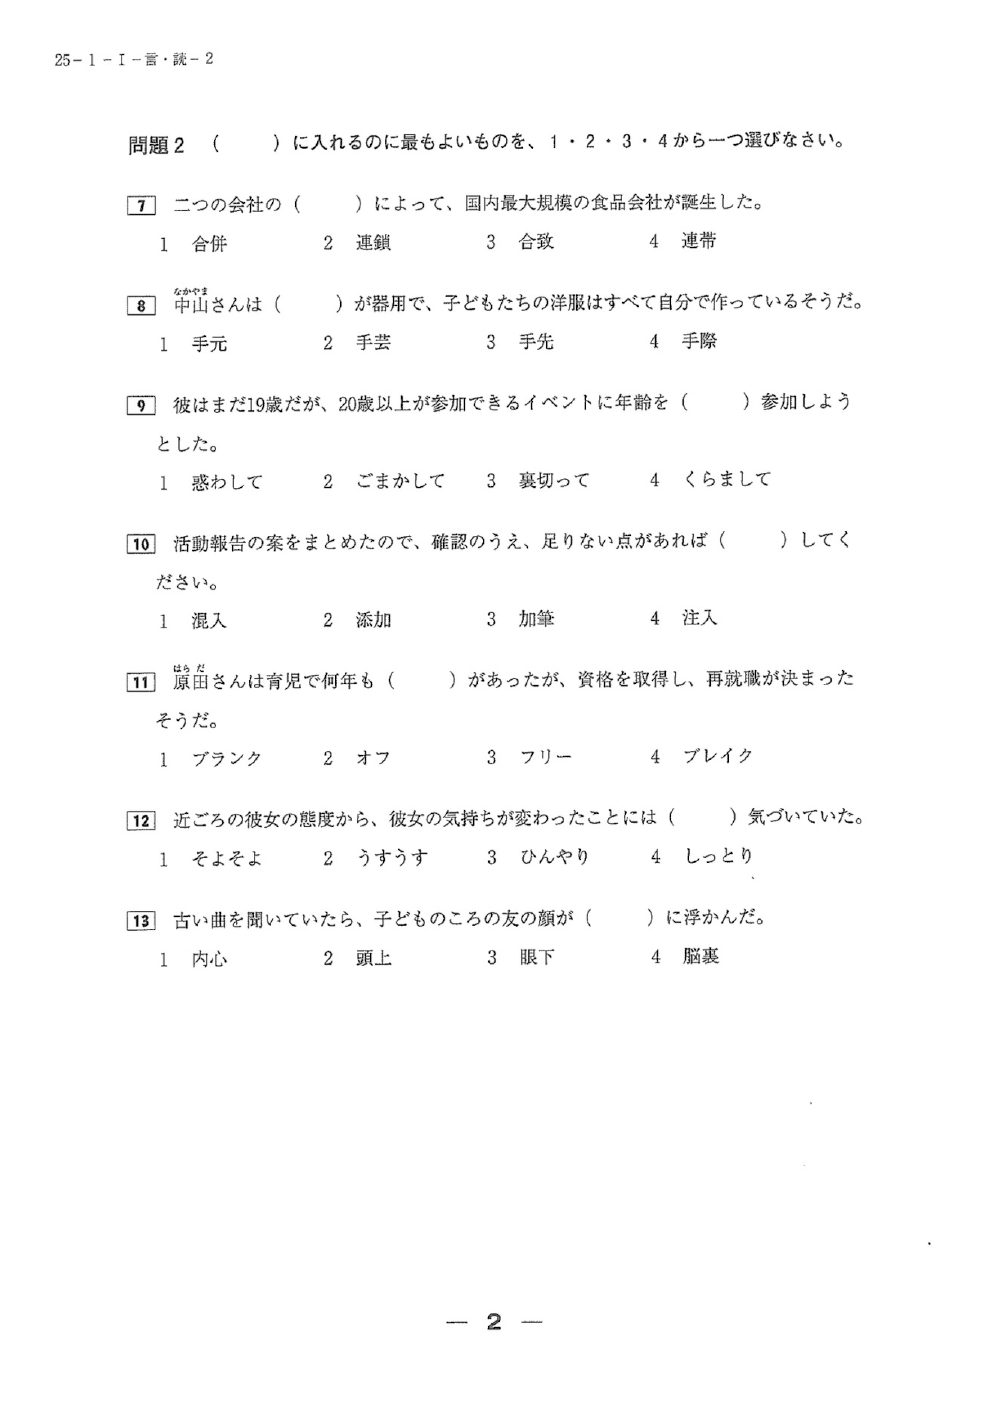 25-1-I-言・読-2
問題2 (　　)に入れるのに最もよいものを、1・2・3・4から一つ選びなさい。
7 二つの会社の(　　)によって、国内最大規模の食品会社が誕生した。
1 合併 2 連鎖 3 合致 4 連帯
なかやま
8 中山さんは(　　)が器用で、子どもたちの洋服はすべて自分で作っているそうだ。
1 手元 2 手芸 3 手先 4 手際
9 彼はまだ19歳だが、20歳以上が参加できるイベントに年齢を(　　)参加しよう
とした。
1 惑わして 2 ごまかして 3 裏切って 4 くらまして
10 活動報告の案をまとめたので、確認のうえ、足りない点があれば(　　)してく
ださい。
1 混入 2 添加 3 加筆 4 注入
はら だ
11 原田さんは育児で何年も(　　)があったが、資格を取得し、再就職が決まった
そうだ。
1 ブランク 2 オフ 3 フリー 4 ブレイク
12 近ごろの彼女の態度から、彼女の気持ちが変わったことには(　　)気づいていた。
1 そよそよ 2 うすうす 3 ひんやり 4 しっとり
13 古い曲を聞いていたら、子どものころの友の顔が(　　)に浮かんだ。
1 内心 2 頭上 3 眼下 4 脳裏
— 2 —